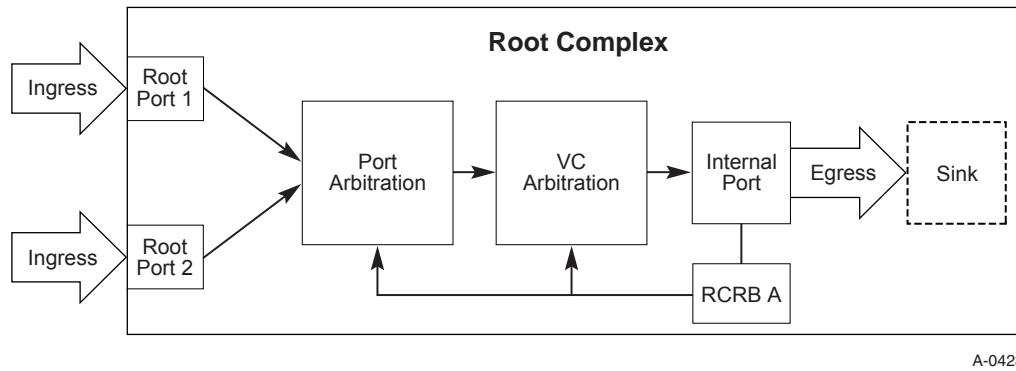 Root Complex
Ingress
Root
Port 1
Port
Arbitration
VC
Arbitration
Internal
Port
Egress
Sink
Ingress
Root
Port 2
RCRB A